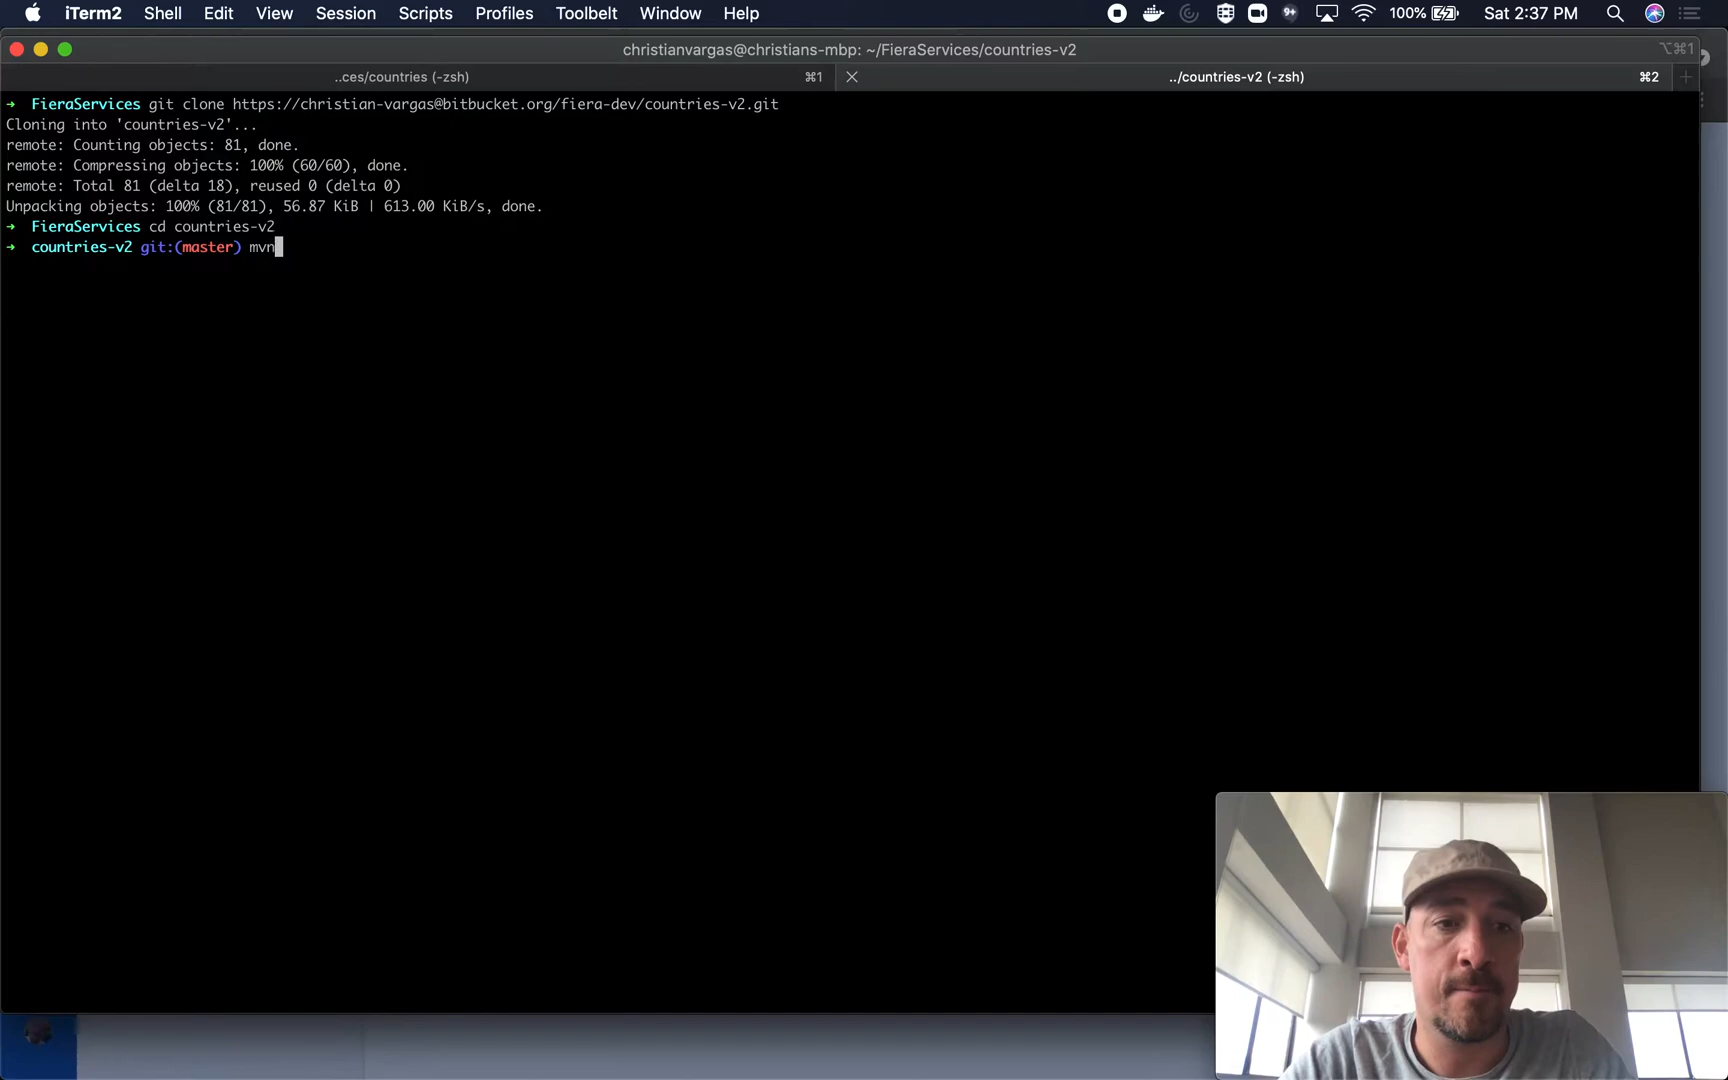 iTerm2 Shell Edit View Session Scripts Profiles Toolbelt Window Help 9+ 100% Sat 2:37 PM
christianvargas@christians-mbp: ~/FieraServices/countries-v2 ⌥⌘1
..ces/countries (-zsh) ⌘1 ../countries-v2 (-zsh) ⌘2
→ FieraServices git clone https://christian-vargas@bitbucket.org/fiera-dev/countries-v2.git
Cloning into 'countries-v2'...
remote: Counting objects: 81, done.
remote: Compressing objects: 100% (60/60), done.
remote: Total 81 (delta 18), reused 0 (delta 0)
Unpacking objects: 100% (81/81), 56.87 KiB | 613.00 KiB/s, done.
→ FieraServices cd countries-v2
→ countries-v2 git:(master) mvn